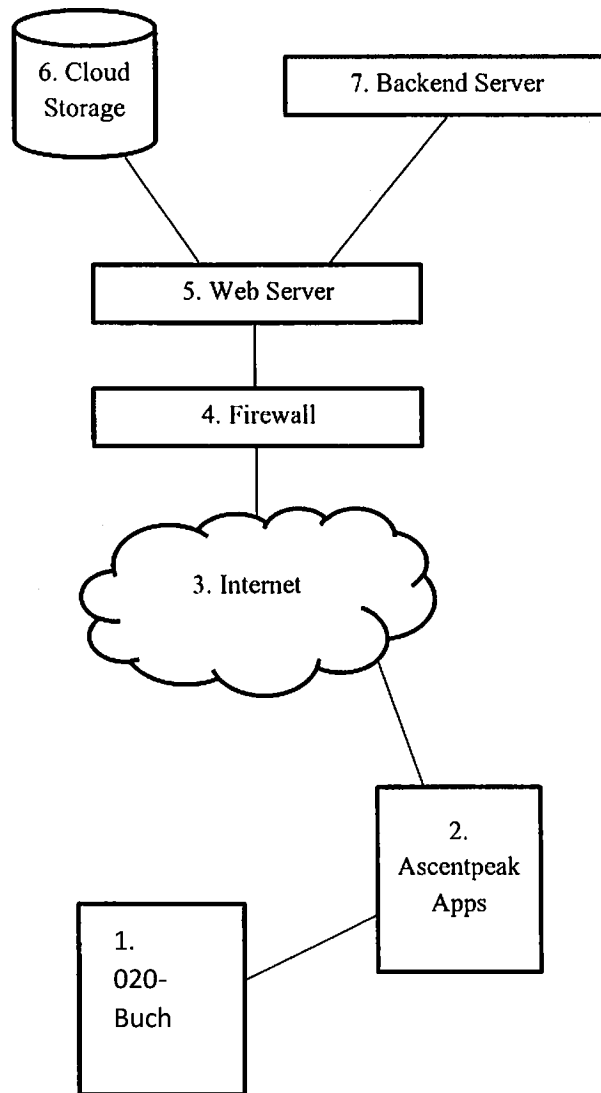 6. Cloud
Storage
7. Backend Server
5. Web Server
4. Firewall
3. Internet
2.
Ascentpeak
Apps
1.
020-
Buch